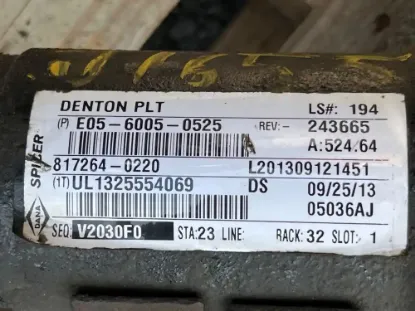 DENTON PLT LS#: 194
(P) E05-6005-0525 REV:- 243665
A:524.64
817264-0220 L201309121451
(1T) UL1325554069 DS 09/25/13
05036AJ
SEQ: V2030F0 STA:23 LINE: RACK: 32 SLOT: 1
SPICER
DANA